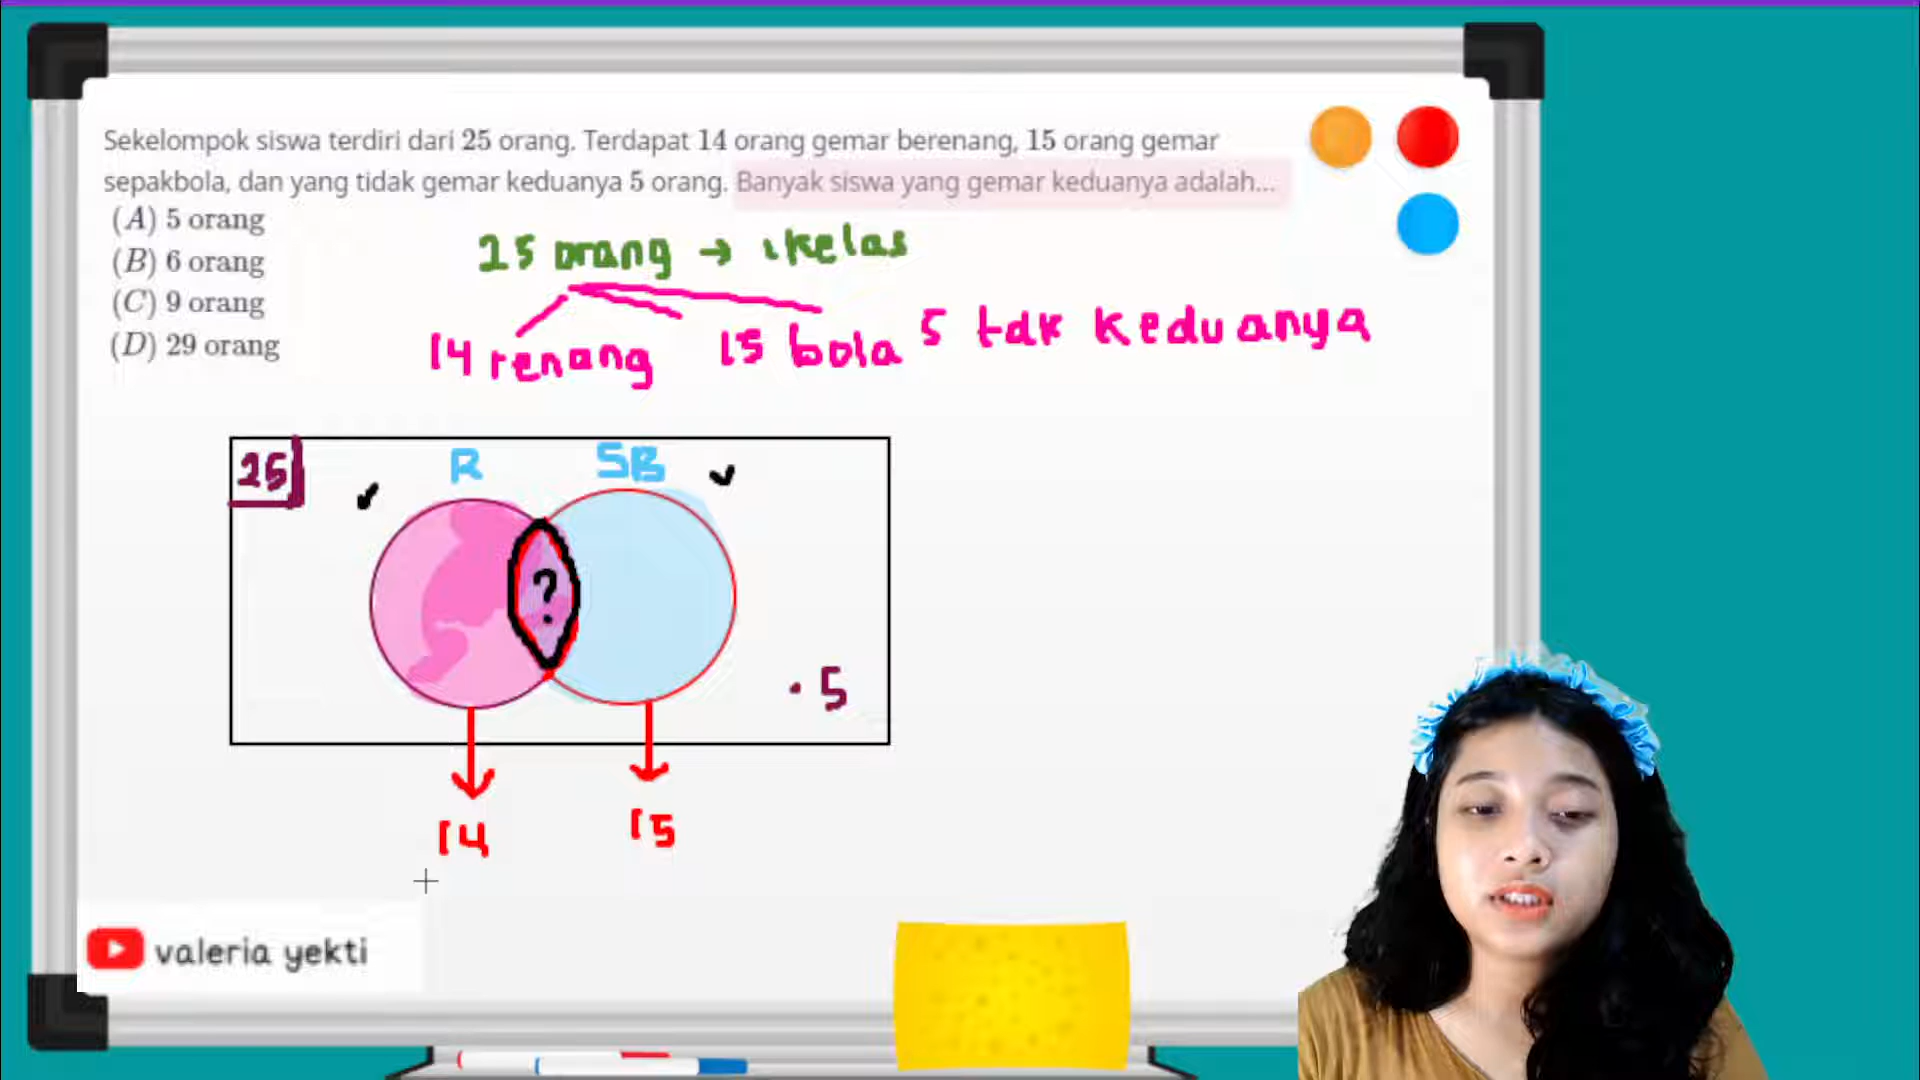 Sekelompok siswa terdiri dari 25 orang. Terdapat 14 orang gemar berenang, 15 orang gemar
sepakbola, dan yang tidak gemar keduanya 5 orang. Banyak siswa yang gemar keduanya adalah...
(A) 5 orang
(B) 6 orang
(C) 9 orang
(D) 29 orang
25 orang → 1 kelas
14 renang 15 bola 5 tdk keduanya
25 R SB
?
• 5
14 15
valeria yekti